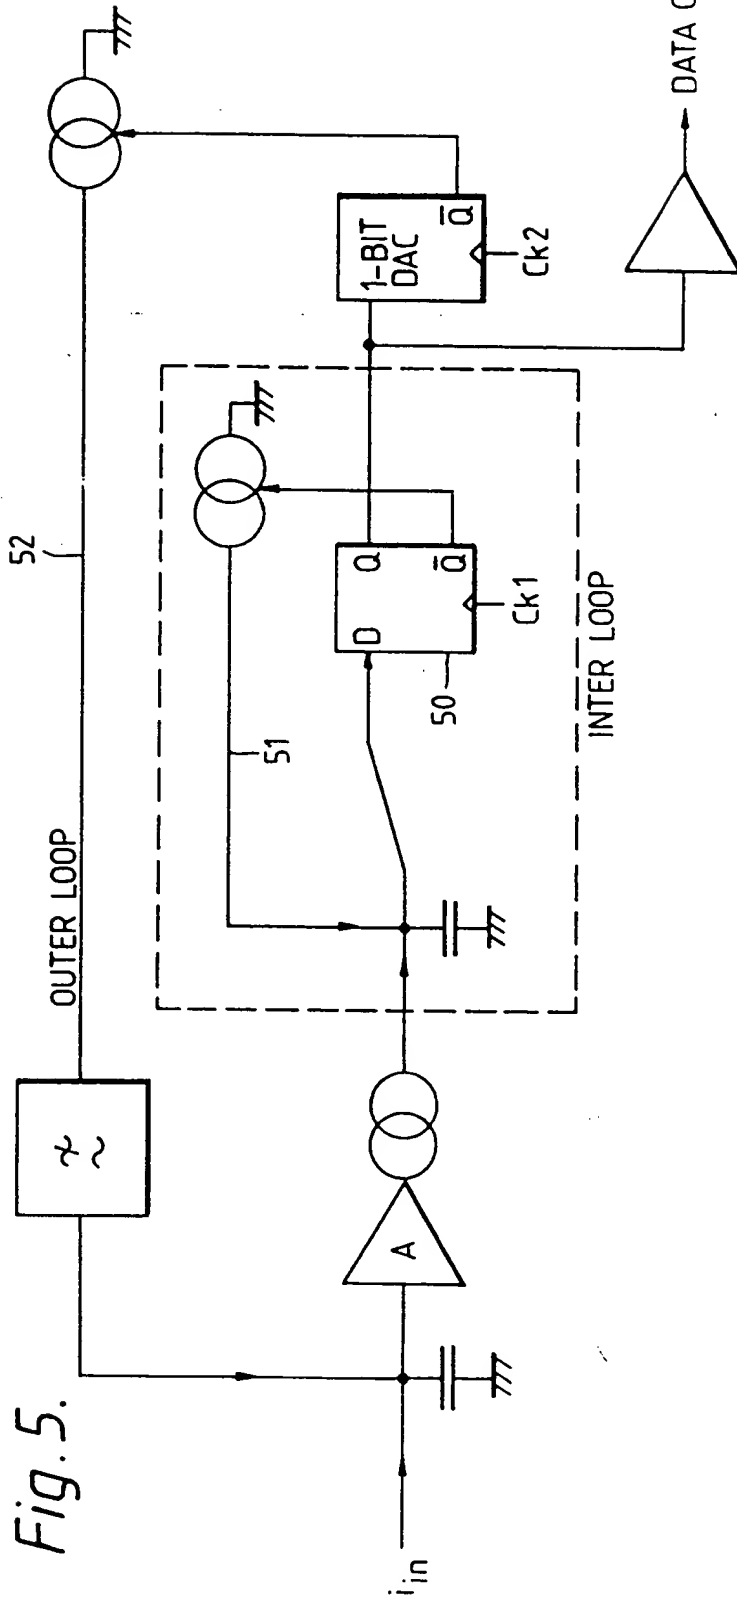 Fig. 5.
OUTER LOOP
52
51
1-BIT
DAC
Q̅
Ck2
D
Q
Q̅
Ck1
50
INTER LOOP
A
i_in
DATA